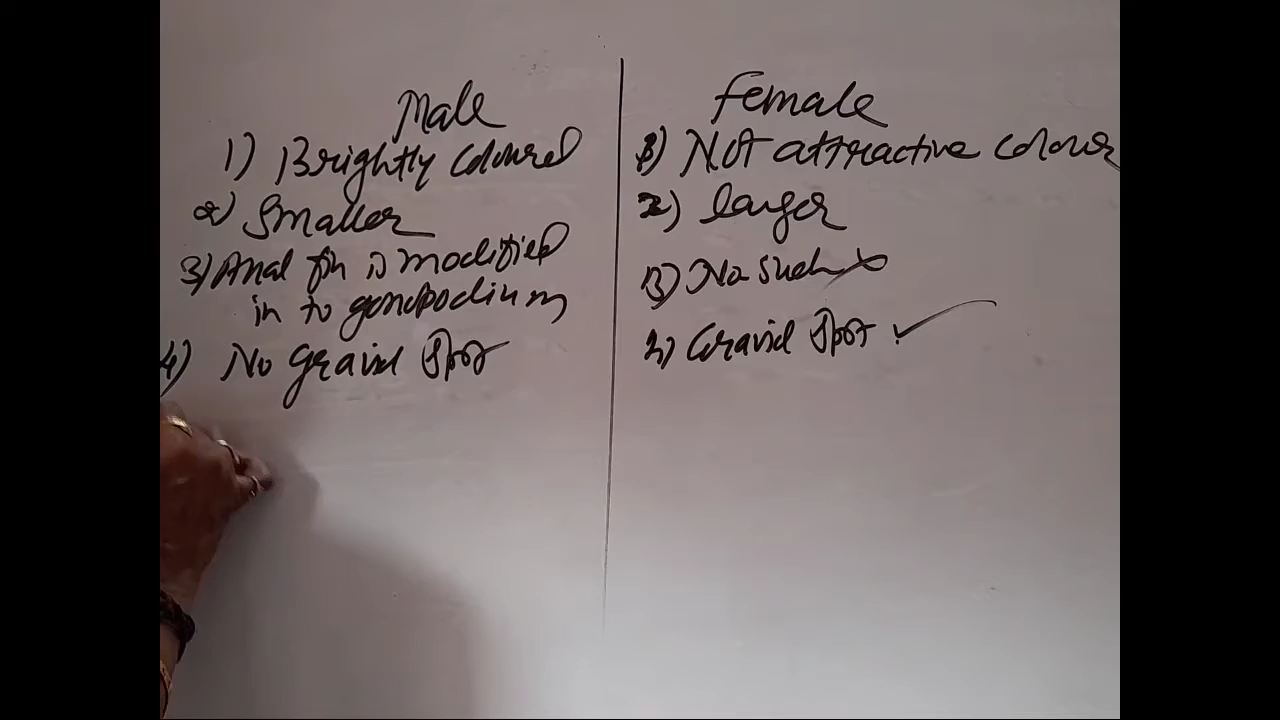 Male
1) Brightly coloured
2) Smaller
3) Anal fin is modified
in to gonopodium
4) No gravid spot
Female
1) Not attractive colour
2) larger
3) No such
4) Gravid spot ✓